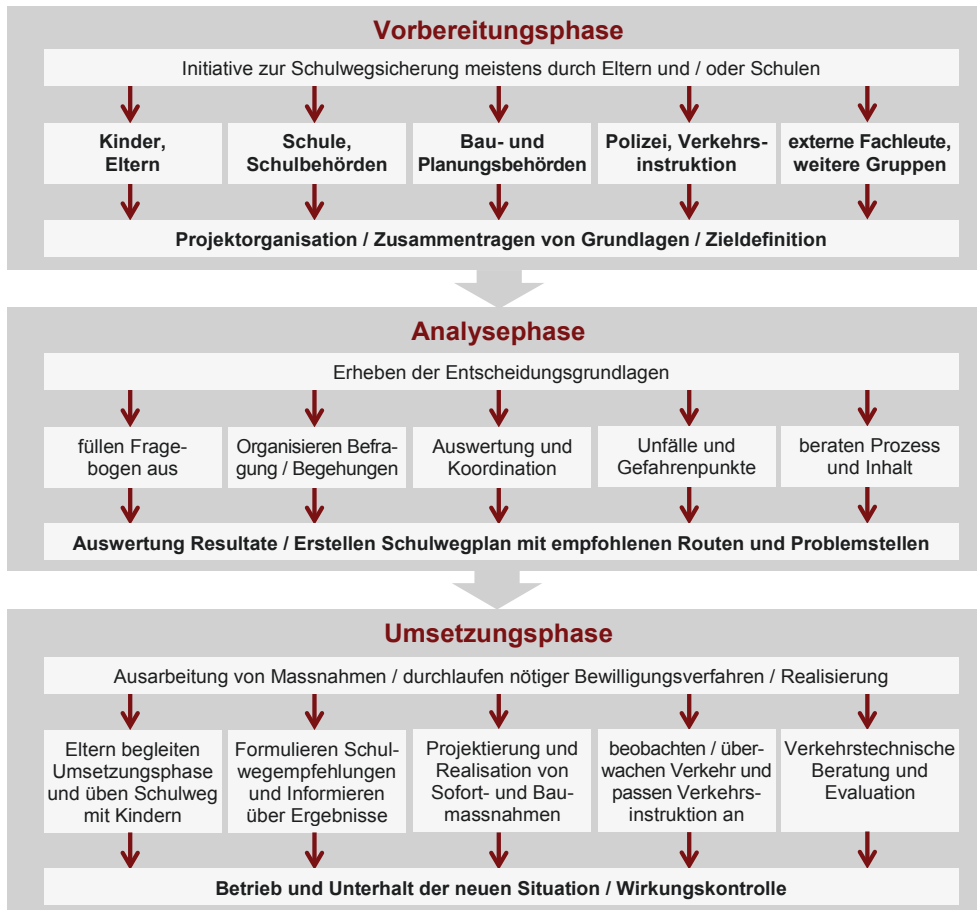 Vorbereitungsphase
Initiative zur Schulwegsicherung meistens durch Eltern und / oder Schulen
Kinder,
Eltern
Schule,
Schulbehörden
Bau- und
Planungsbehörden
Polizei, Verkehrs-
instruktion
externe Fachleute,
weitere Gruppen
Projektorganisation / Zusammentragen von Grundlagen / Zieldefinition
Analysephase
Erheben der Entscheidungsgrundlagen
füllen Frage-
bogen aus
Organisieren Befra-
gung / Begehungen
Auswertung und
Koordination
Unfälle und
Gefahrenpunkte
beraten Prozess
und Inhalt
Auswertung Resultate / Erstellen Schulwegplan mit empfohlenen Routen und Problemstellen
Umsetzungsphase
Ausarbeitung von Massnahmen / durchlaufen nötiger Bewilligungsverfahren / Realisierung
Eltern begleiten
Umsetzungsphase
und üben Schulweg
mit Kindern
Formulieren Schul-
wegempfehlungen
und Informieren
über Ergebnisse
Projektierung und
Realisation von
Sofort- und Bau-
massnahmen
beobachten / über-
wachen Verkehr und
passen Verkehrs-
instruktion an
Verkehrstechnische
Beratung und
Evaluation
Betrieb und Unterhalt der neuen Situation / Wirkungskontrolle